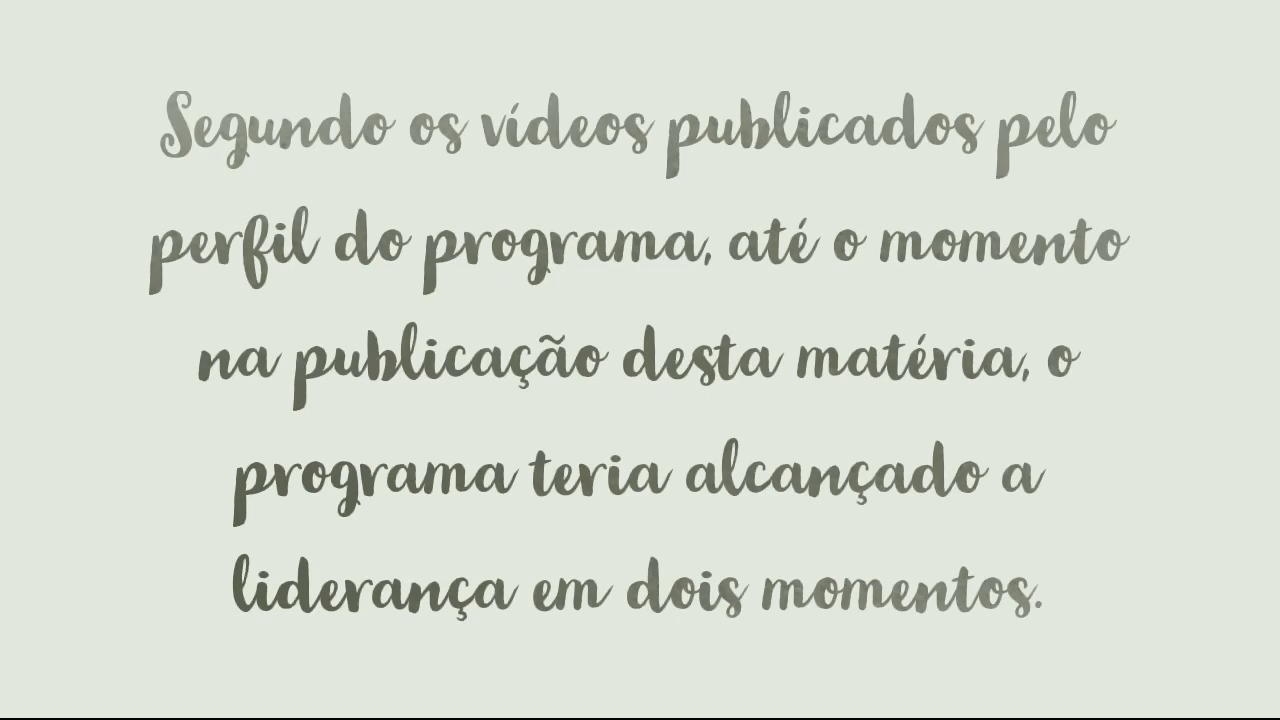 Segundo os vídeos publicados pelo
perfil do programa, até o momento
na publicação desta matéria, o
programa teria alcançado a
liderança em dois momentos.